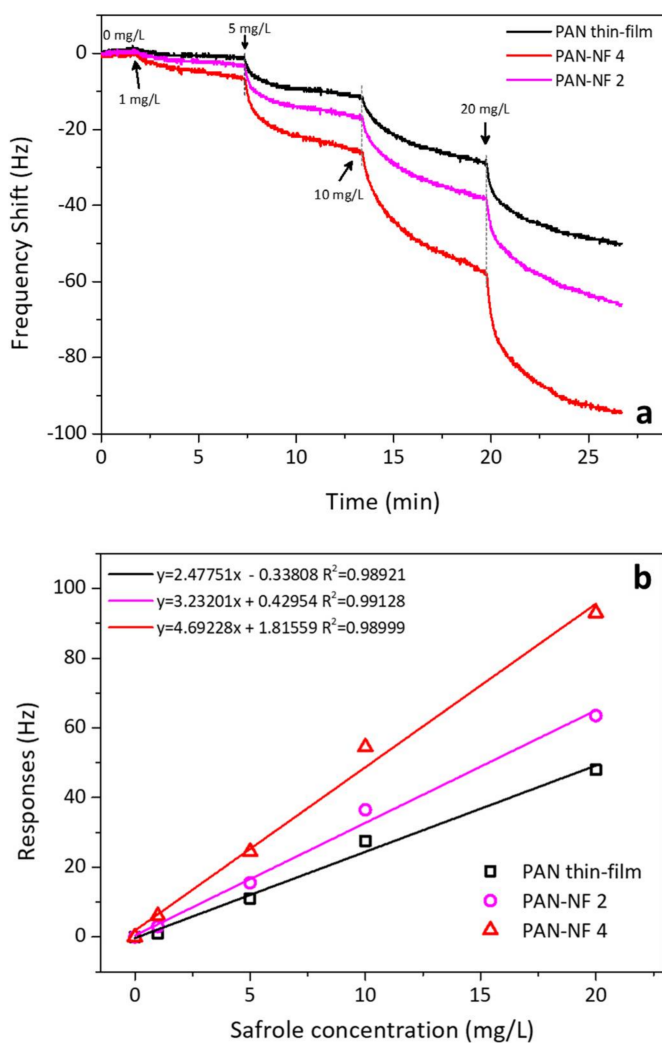 0 mg/L
1 mg/L
5 mg/L
10 mg/L
20 mg/L
PAN thin-film
PAN-NF 4
PAN-NF 2
0
-20
-40
-60
-80
-100
Frequency Shift (Hz)
0 5 10 15 20 25
Time (min)
a
b
y=2.47751x - 0.33808 R²=0.98921
y=3.23201x + 0.42954 R²=0.99128
y=4.69228x + 1.81559 R²=0.98999
100
80
60
40
20
0
Responses (Hz)
PAN thin-film
PAN-NF 2
PAN-NF 4
0 5 10 15 20
Safrole concentration (mg/L)